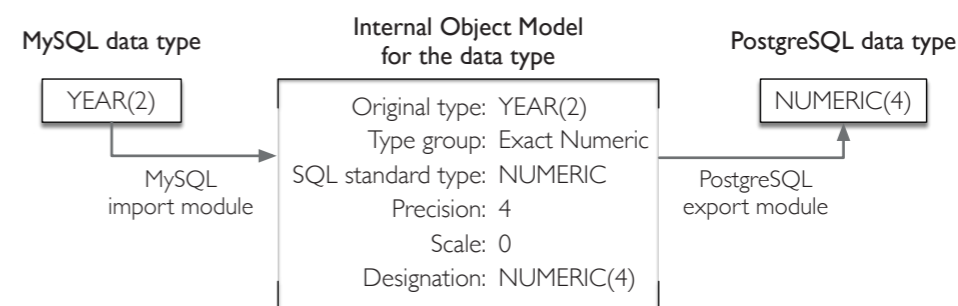 MySQL data type
YEAR(2)
MySQL
import module
Internal Object Model
for the data type
Original type: YEAR(2)
Type group: Exact Numeric
SQL standard type: NUMERIC
Precision: 4
Scale: 0
Designation: NUMERIC(4)
PostgreSQL data type
NUMERIC(4)
PostgreSQL
export module